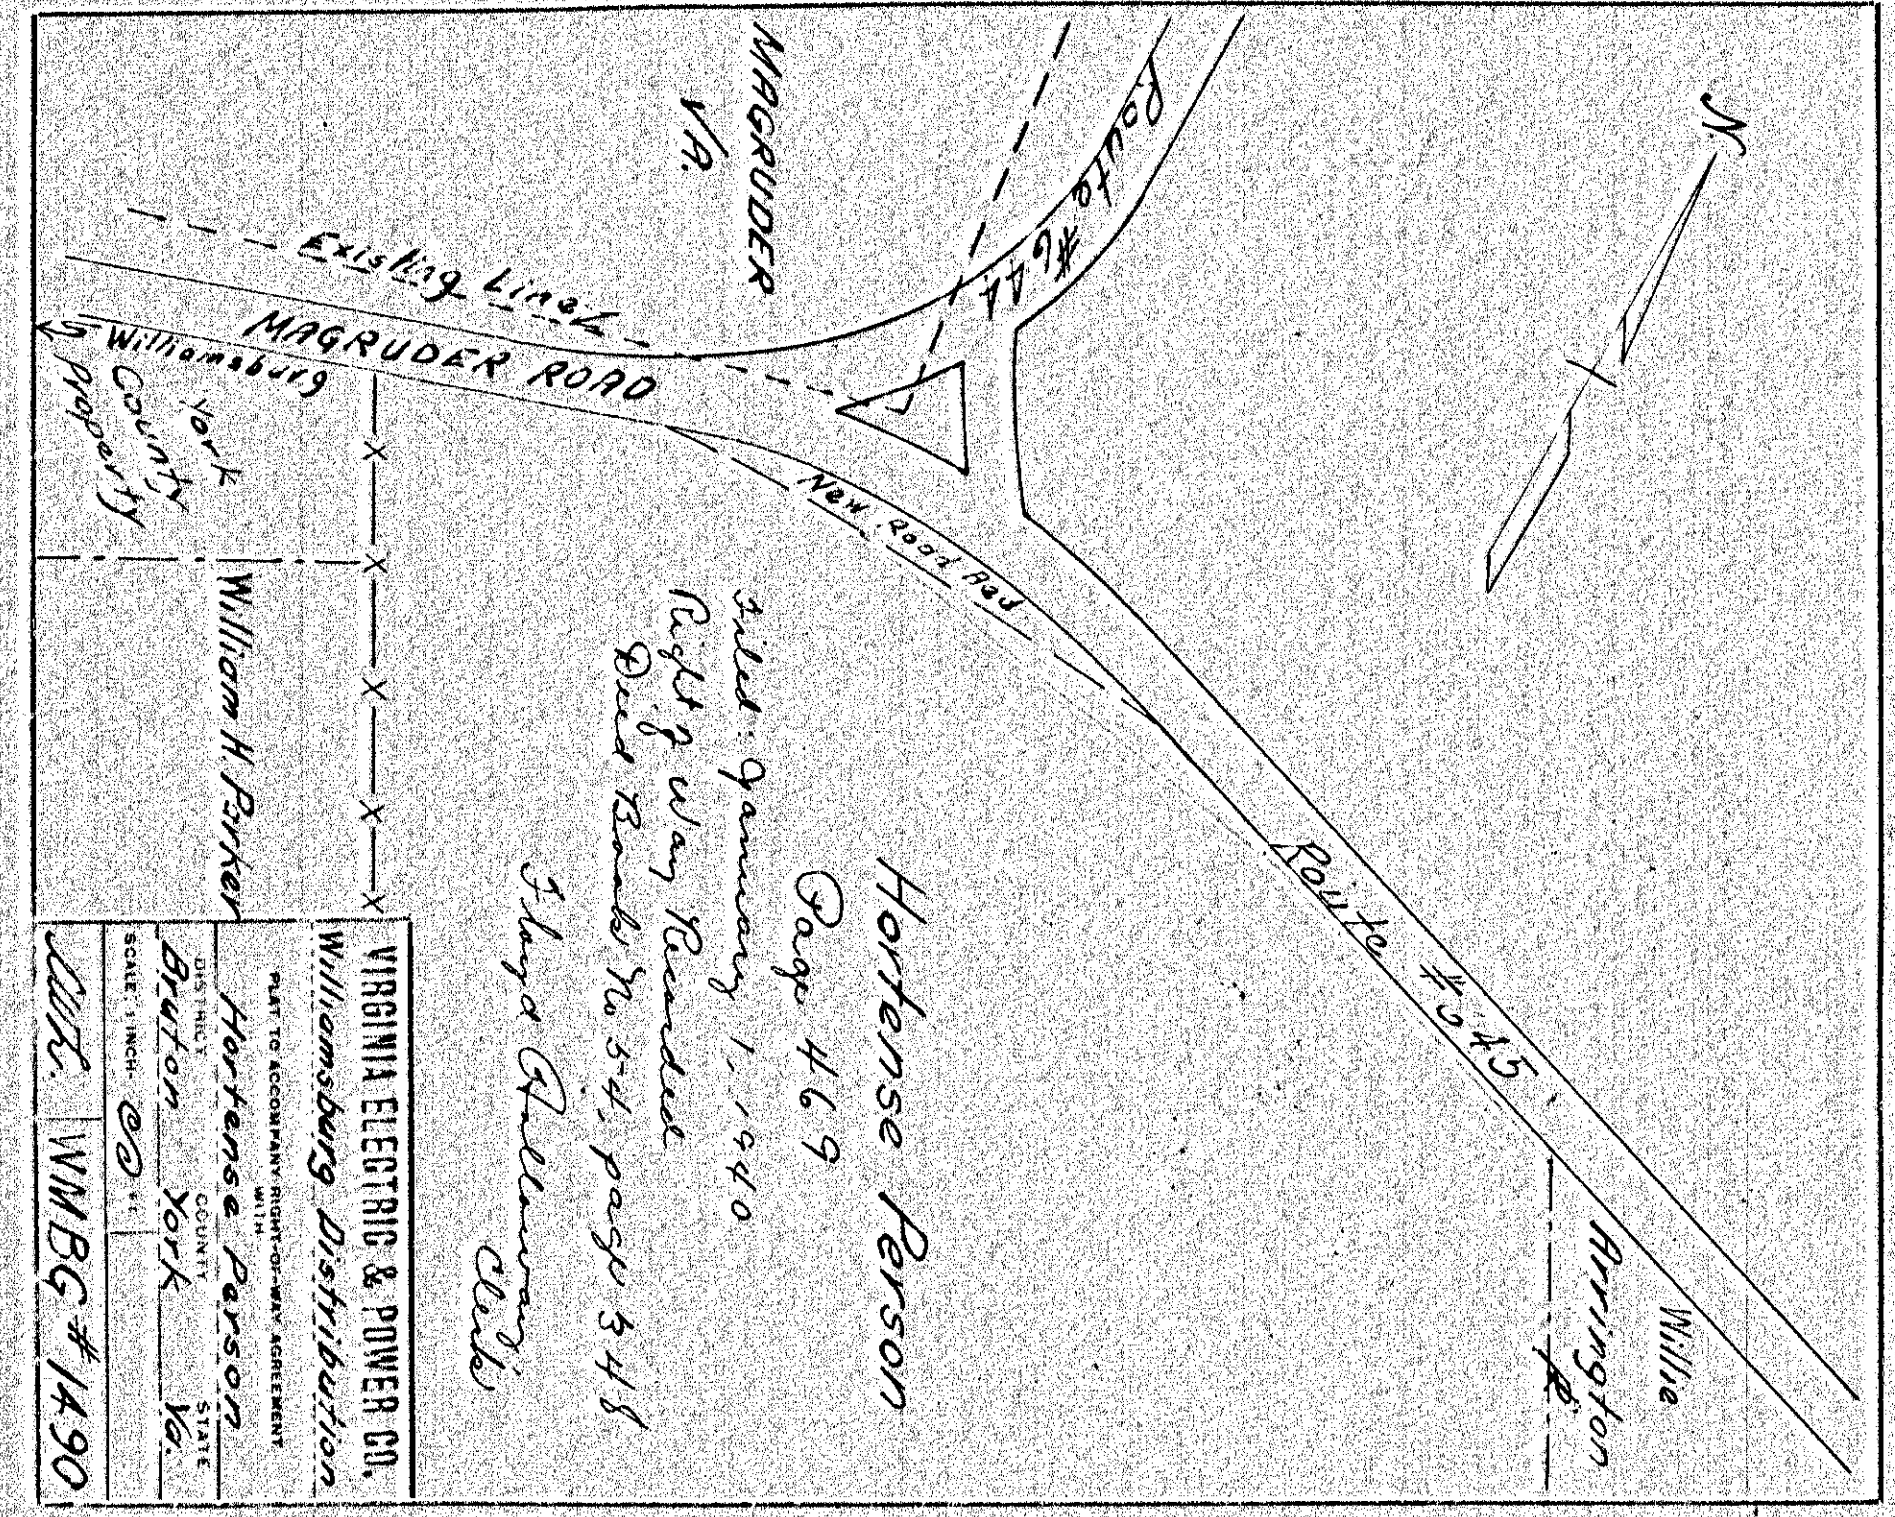 N
Route #644
MAGRUDER
VA.
Existing Line
MAGRUDER ROAD
Williamsburg
York
County
Property
New Road Bed
Route #645
Willie
Arrington
William H. Parker
Hortense Person
Page 469
Filed: January 1, 1940
Right of Way Recorded
Deed Book No 54, page 348
Floyd Holloway,
Clerk
VIRGINIA ELECTRIC & POWER CO.
Williamsburg Distribution
PLAT TO ACCOMPANY RIGHT-OF-WAY AGREEMENT
WITH
Hortense Person
DISTRICT COUNTY STATE
Bruton York Va.
SCALE, 1 INCH-
WMBG# 1490